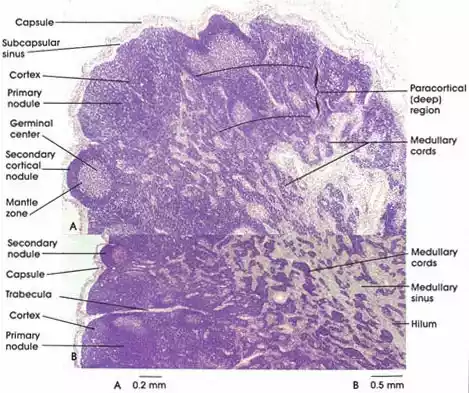 Capsule
Subcapsular
sinus
Cortex
Primary
nodule
Germinal
center
Secondary
cortical
nodule
Mantle
zone
A
Paracortical
(deep)
region
Medullary
cords
Secondary
nodule
Capsule
Trabecula
Cortex
Primary
nodule
B
Medullary
cords
Medullary
sinus
Hilum
A 0.2 mm
B 0.5 mm